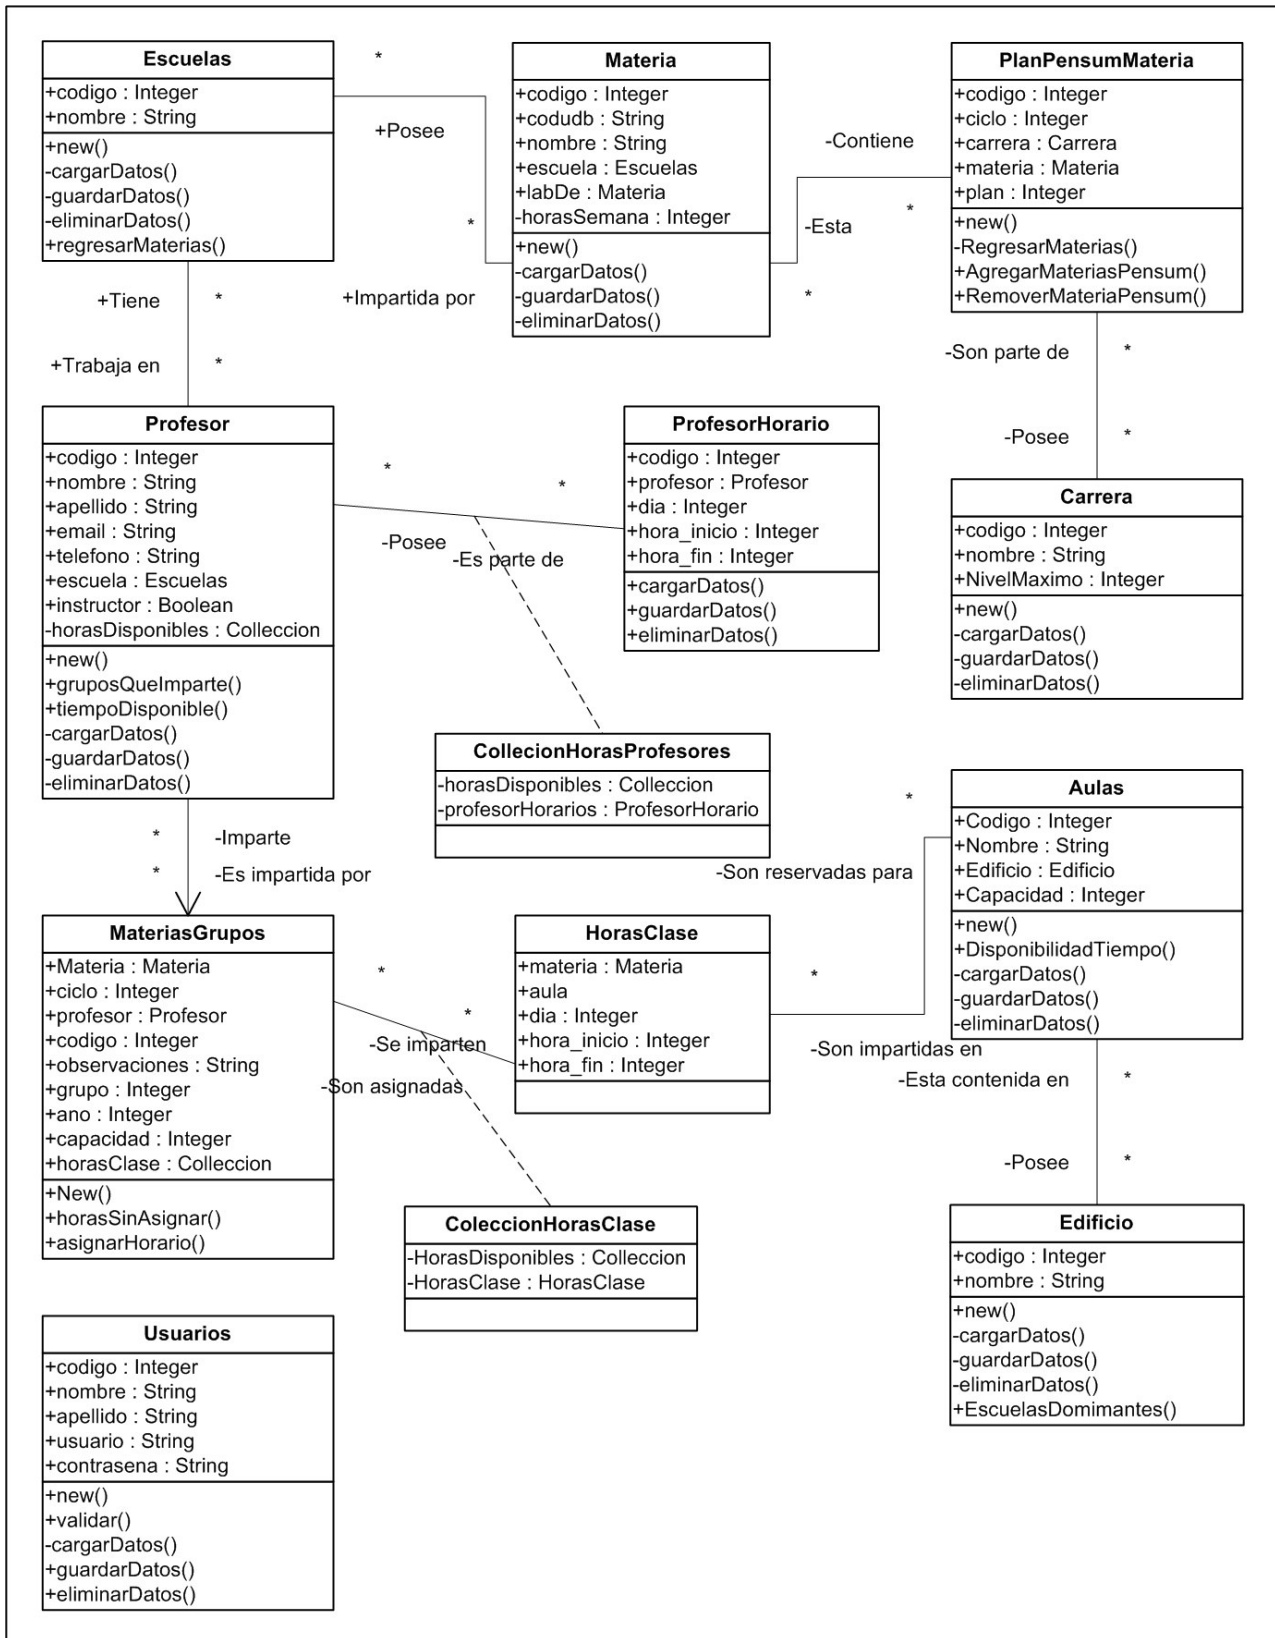 Escuelas
+codigo : Integer
+nombre : String
+new()
-cargarDatos()
-guardarDatos()
-eliminarDatos()
+regresarMaterias()
*
+Posee
*
+Impartida por
Materia
+codigo : Integer
+codudb : String
+nombre : String
+escuela : Escuelas
+labDe : Materia
-horasSemana : Integer
+new()
-cargarDatos()
-guardarDatos()
-eliminarDatos()
-Contiene
*
-Esta
*
PlanPensumMateria
+codigo : Integer
+ciclo : Integer
+carrera : Carrera
+materia : Materia
+plan : Integer
+new()
-RegresarMaterias()
+AgregarMateriasPensum()
+RemoverMateriaPensum()
+Tiene
*
+Trabaja en
*
-Son parte de
*
-Posee
*
Profesor
+codigo : Integer
+nombre : String
+apellido : String
+email : String
+telefono : String
+escuela : Escuelas
+instructor : Boolean
-horasDisponibles : Colleccion
+new()
+gruposQueImparte()
+tiempoDisponible()
-cargarDatos()
-guardarDatos()
-eliminarDatos()
*
*
-Posee
-Es parte de
ProfesorHorario
+codigo : Integer
+profesor : Profesor
+dia : Integer
+hora_inicio : Integer
+hora_fin : Integer
+cargarDatos()
+guardarDatos()
+eliminarDatos()
Carrera
+codigo : Integer
+nombre : String
+NivelMaximo : Integer
+new()
-cargarDatos()
-guardarDatos()
-eliminarDatos()
CollecionHorasProfesores
-horasDisponibles : Colleccion
-profesorHorarios : ProfesorHorario
*
-Imparte
*
-Es impartida por
*
-Son reservadas para
Aulas
+Codigo : Integer
+Nombre : String
+Edificio : Edificio
+Capacidad : Integer
+new()
+DisponibilidadTiempo()
-cargarDatos()
-guardarDatos()
-eliminarDatos()
MateriasGrupos
+Materia : Materia
+ciclo : Integer
+profesor : Profesor
+codigo : Integer
+observaciones : String
+grupo : Integer
+ano : Integer
+capacidad : Integer
+horasClase : Colleccion
+New()
+horasSinAsignar()
+asignarHorario()
*
*
-Se imparten
-Son asignadas
HorasClase
+materia : Materia
+aula
+dia : Integer
+hora_inicio : Integer
+hora_fin : Integer
*
-Son impartidas en
-Esta contenida en
*
-Posee
*
ColeccionHorasClase
-HorasDisponibles : Colleccion
-HorasClase : HorasClase
Edificio
+codigo : Integer
+nombre : String
+new()
-cargarDatos()
-guardarDatos()
-eliminarDatos()
+EscuelasDomimantes()
Usuarios
+codigo : Integer
+nombre : String
+apellido : String
+usuario : String
+contrasena : String
+new()
+validar()
-cargarDatos()
+guardarDatos()
+eliminarDatos()